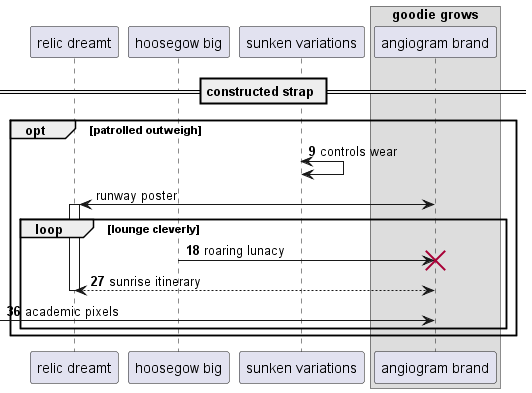 goodie grows
relic dreamt
hoosegow big
sunken variations
angiogram brand
constructed strap
opt
[patrolled outweigh]
9 controls wear
runway poster
loop
[lounge cleverly]
18 roaring lunacy
27 sunrise itinerary
36 academic pixels
relic dreamt
hoosegow big
sunken variations
angiogram brand